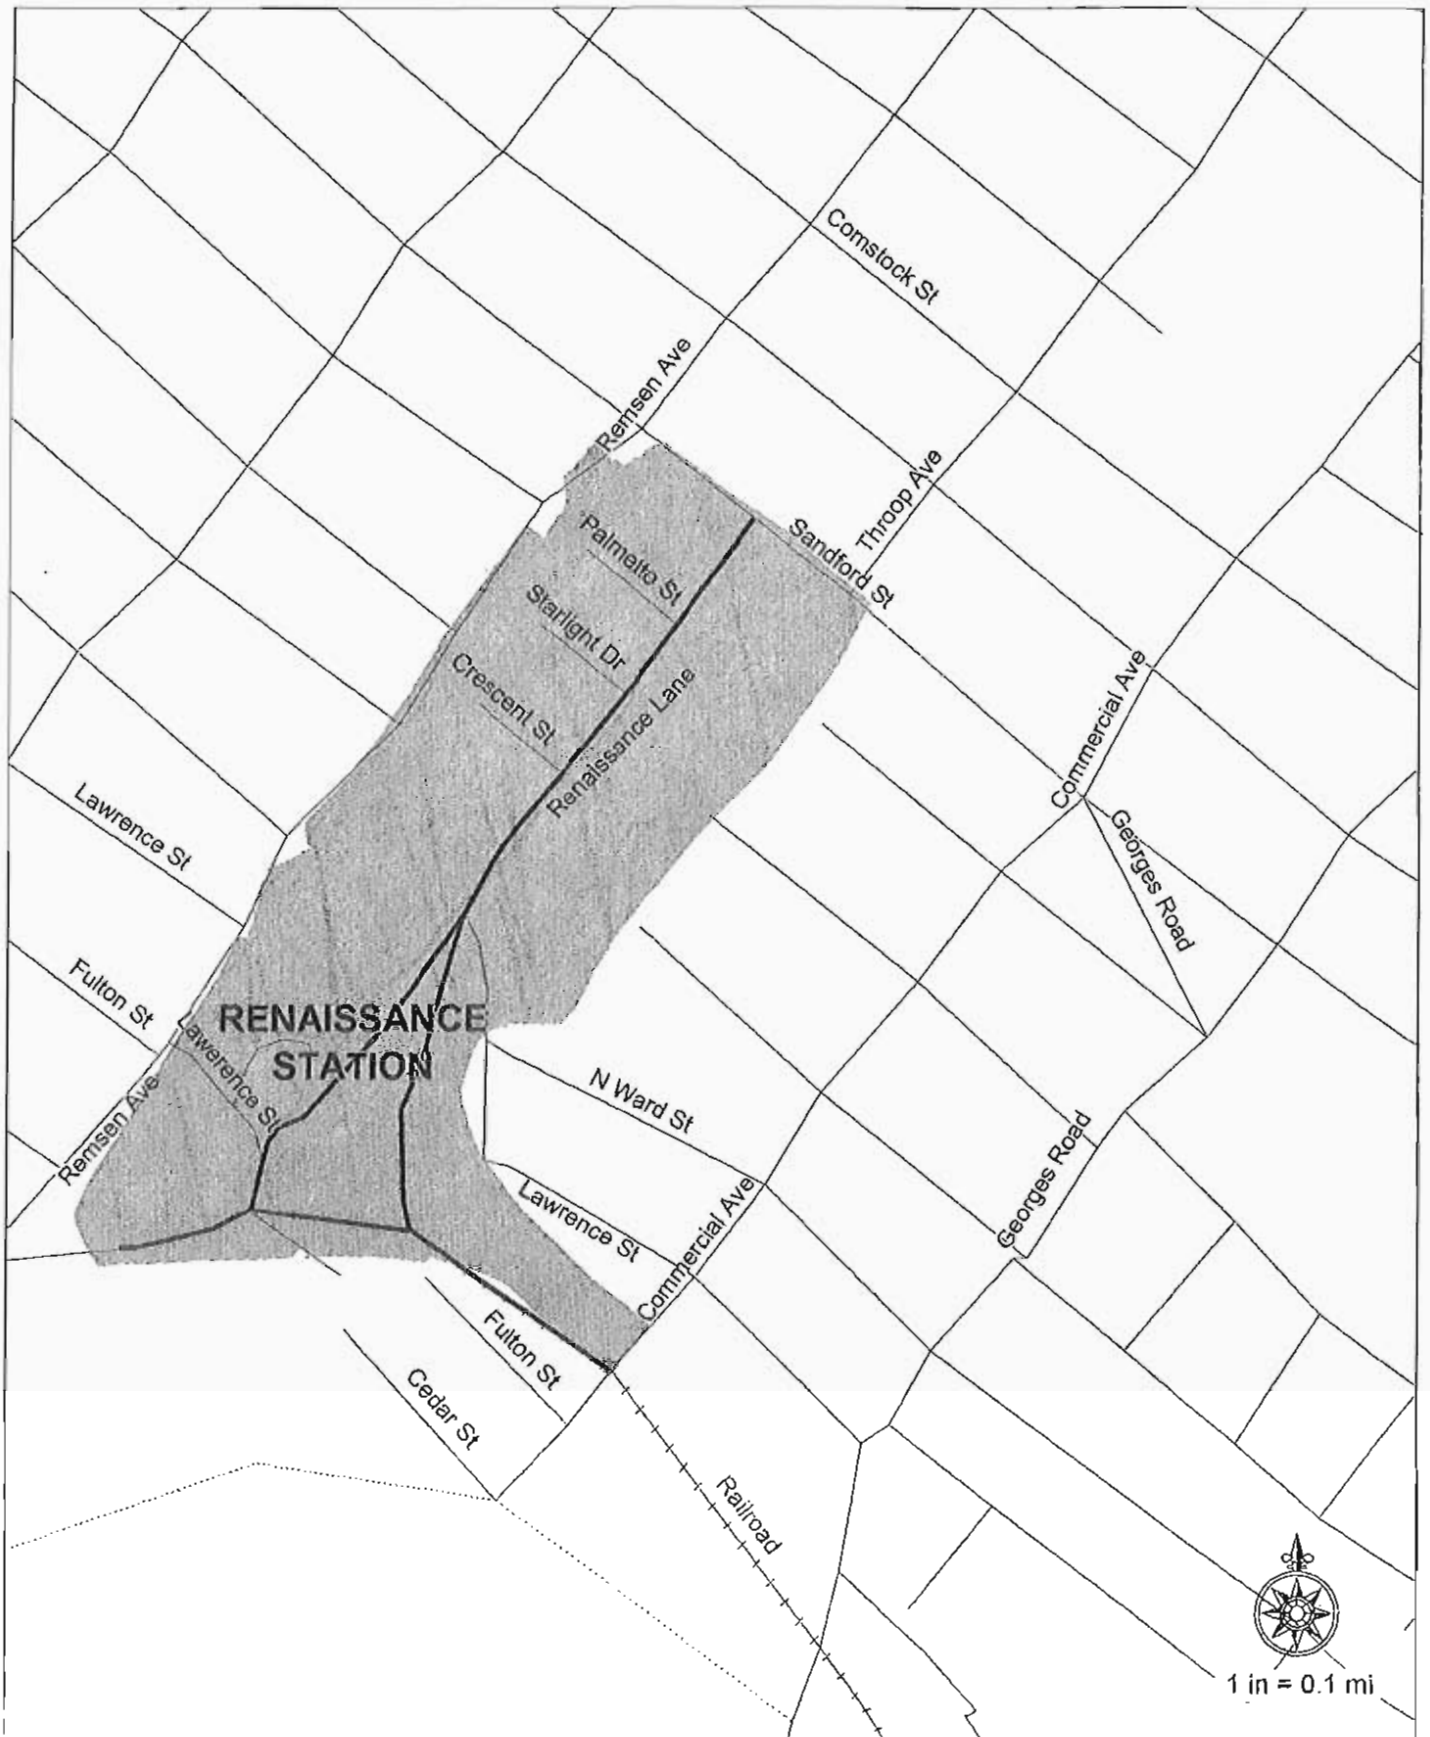 Comstock St
Remsen Ave
Throop Ave
Sandford St
Palmeito St
Starlight Dr
Crescent St
Renaissance Lane
Commercial Ave
Georges Road
Lawrence St
Fulton St
Lawerence St
RENAISSANCE
STATION
Remsen Ave
N Ward St
Lawrence St
Commercial Ave
Georges Road
Fulton St
Cedar St
Railroad
1 in = 0.1 mi